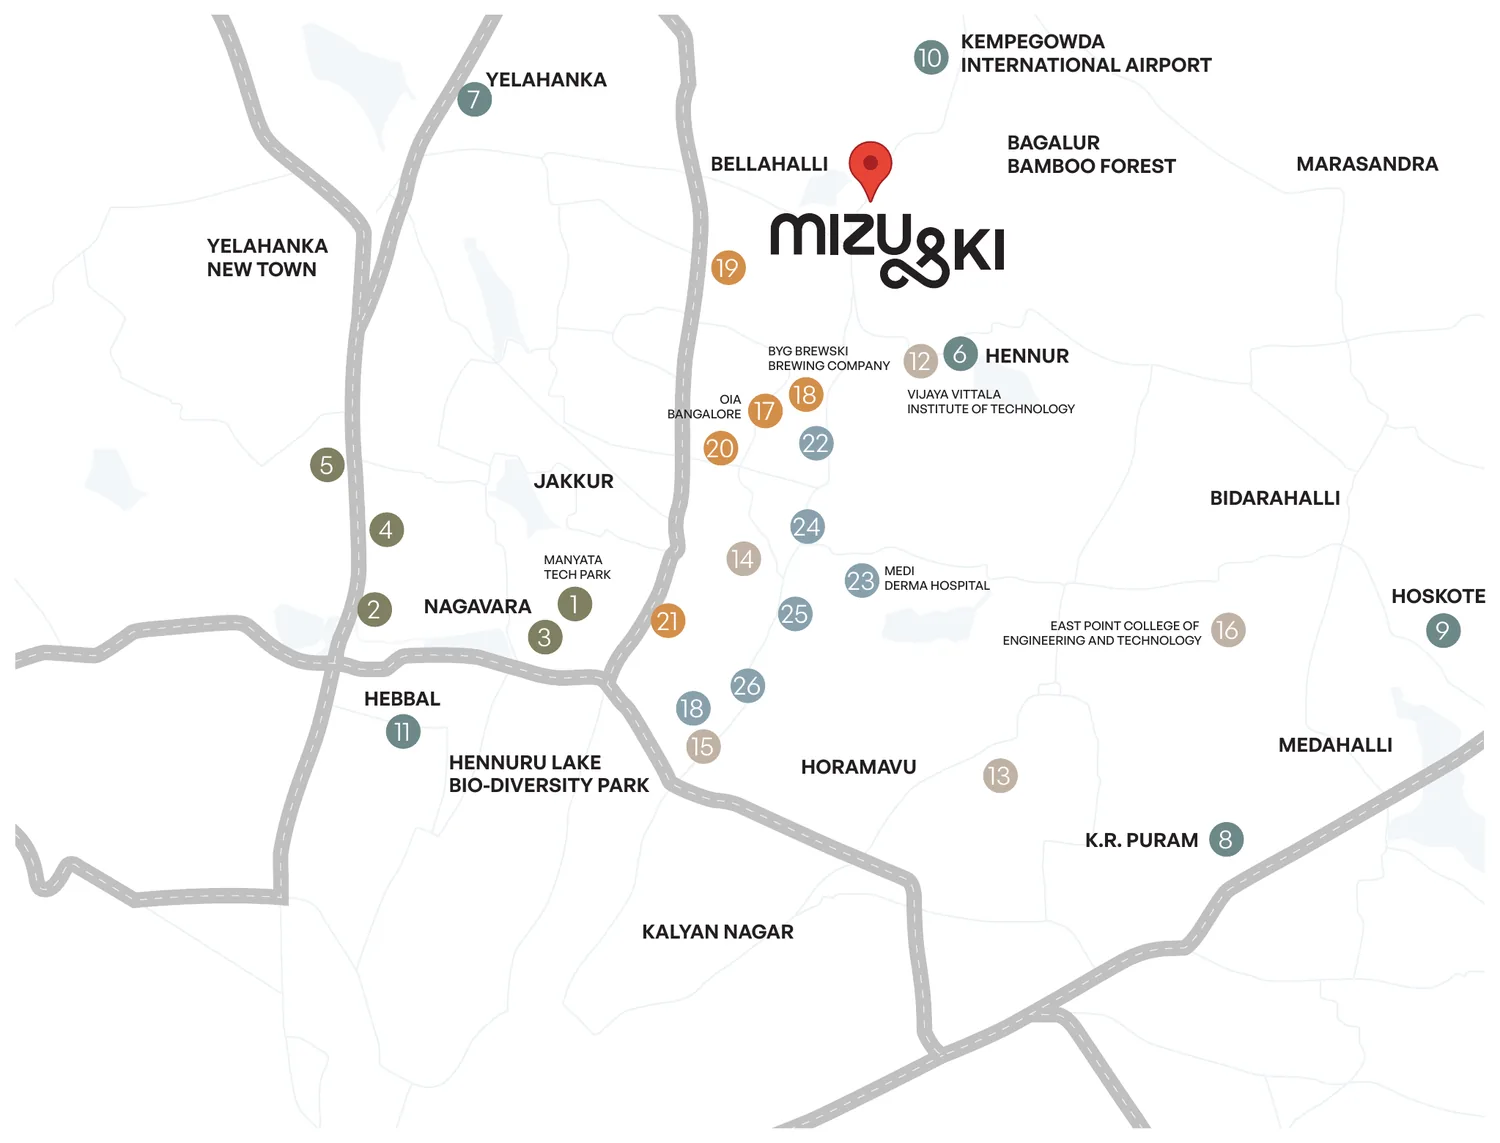 KEMPEGOWDA
INTERNATIONAL AIRPORT
10
YELAHANKA
7
BAGALUR
BAMBOO FOREST
BELLAHALLI
MARASANDRA
MIZU&KI
YELAHANKA
NEW TOWN
19
BYG BREWSKI
BREWING COMPANY
12
6
HENNUR
VIJAYA VITTALA
INSTITUTE OF TECHNOLOGY
OIA
BANGALORE
17
18
20
22
5
JAKKUR
BIDARAHALLI
4
24
MANYATA
TECH PARK
14
23
MEDI
DERMA HOSPITAL
HOSKOTE
9
2
NAGAVARA
1
3
21
25
EAST POINT COLLEGE OF
ENGINEERING AND TECHNOLOGY
16
26
HEBBAL
11
18
15
HENNURU LAKE
BIO-DIVERSITY PARK
HORAMAVU
13
MEDAHALLI
K.R. PURAM
8
KALYAN NAGAR